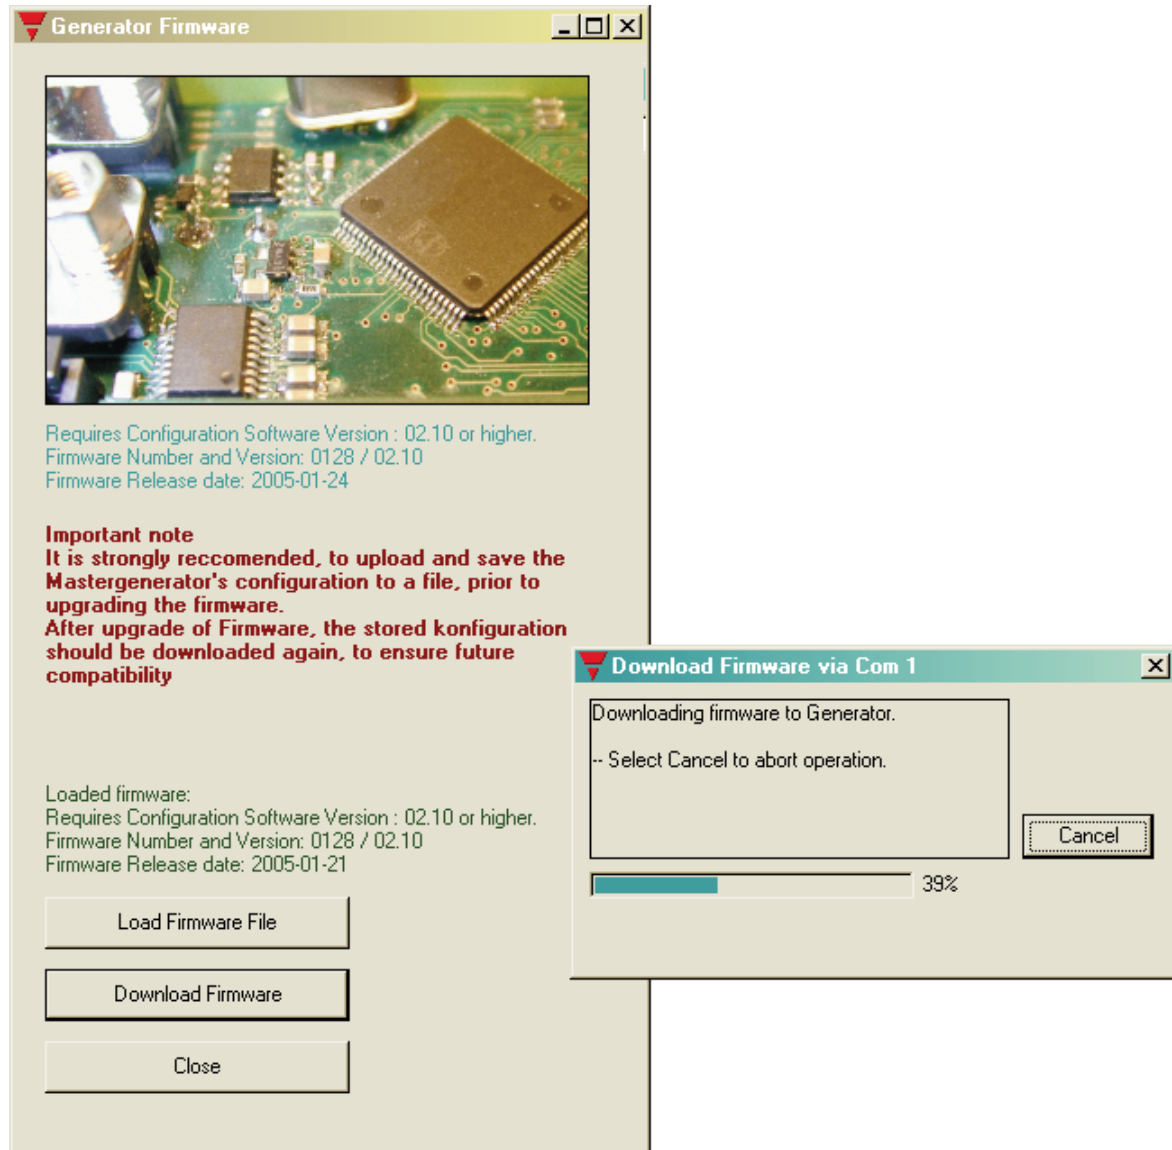 Generator Firmware
Requires Configuration Software Version : 02.10 or higher.
Firmware Number and Version: 0128 / 02.10
Firmware Release date: 2005-01-24
Important note
It is strongly reccomended, to upload and save the
Mastergenerator's configuration to a file, prior to
upgrading the firmware.
After upgrade of Firmware, the stored konfiguration
should be downloaded again, to ensure future
compatibility
Loaded firmware:
Requires Configuration Software Version : 02.10 or higher.
Firmware Number and Version: 0128 / 02.10
Firmware Release date: 2005-01-21
Load Firmware File
Download Firmware
Close
Download Firmware via Com 1
Downloading firmware to Generator.
-- Select Cancel to abort operation.
Cancel
39%